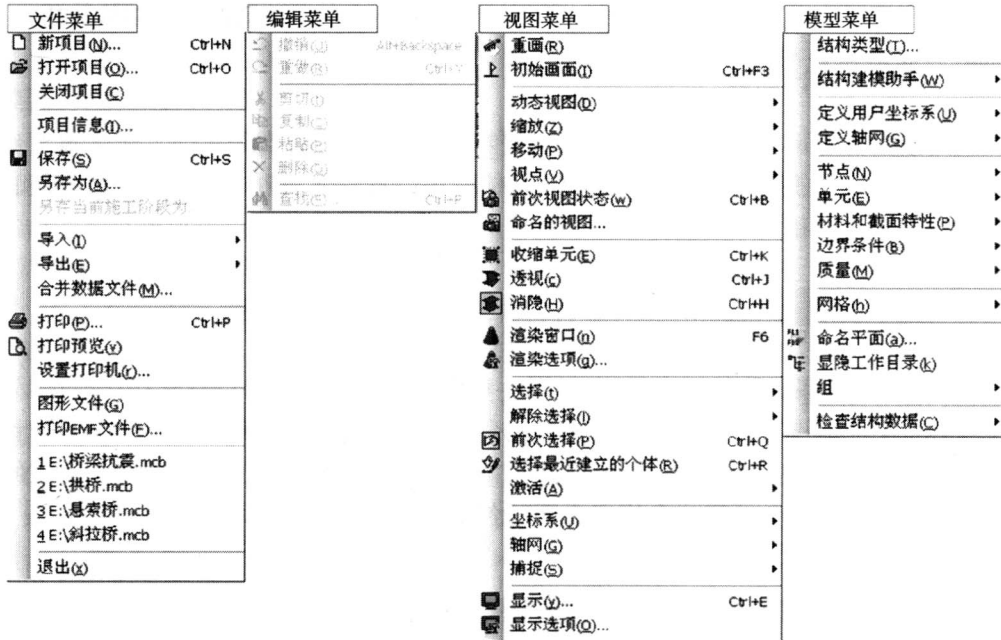 文件菜单
新项目(N)... Ctrl+N
打开项目(O)... Ctrl+O
关闭项目(C)
项目信息(I)...
保存(S) Ctrl+S
另存为(A)...
另存当前施工阶段为
导入(I)
导出(E)
合并数据文件(M)...
打印(P)... Ctrl+P
打印预览(v)
设置打印机(r)...
图形文件(G)
打印EMF文件(F)...
1 E:\桥梁抗震.mcb
2 E:\拱桥.mcb
3 E:\悬索桥.mcb
4 E:\斜拉桥.mcb
退出(x)
编辑菜单
撤销(U) Alt+Backspace
重做(R) Ctrl+Y
剪切(t)
复制(C)
粘贴(P)
删除(D)
查找(F)... Ctrl+F
视图菜单
重画(R)
初始画面(I) Ctrl+F3
动态视图(D)
缩放(Z)
移动(P)
视点(V)
前次视图状态(w) Ctrl+B
命名的视图...
收缩单元(E) Ctrl+K
透视(c) Ctrl+J
消隐(H) Ctrl+H
渲染窗口(n) F6
渲染选项(g)...
选择(t)
解除选择(l)
前次选择(P) Ctrl+Q
选择最近建立的个体(R) Ctrl+R
激活(A)
坐标系(U)
轴网(G)
捕捉(S)
显示(y)... Ctrl+E
显示选项(O)...
模型菜单
结构类型(T)...
结构建模助手(W)
定义用户坐标系(U)
定义轴网(G)
节点(N)
单元(E)
材料和截面特性(P)
边界条件(B)
质量(M)
网格(h)
命名平面(a)...
显隐工作目录(k)
组
检查结构数据(C)